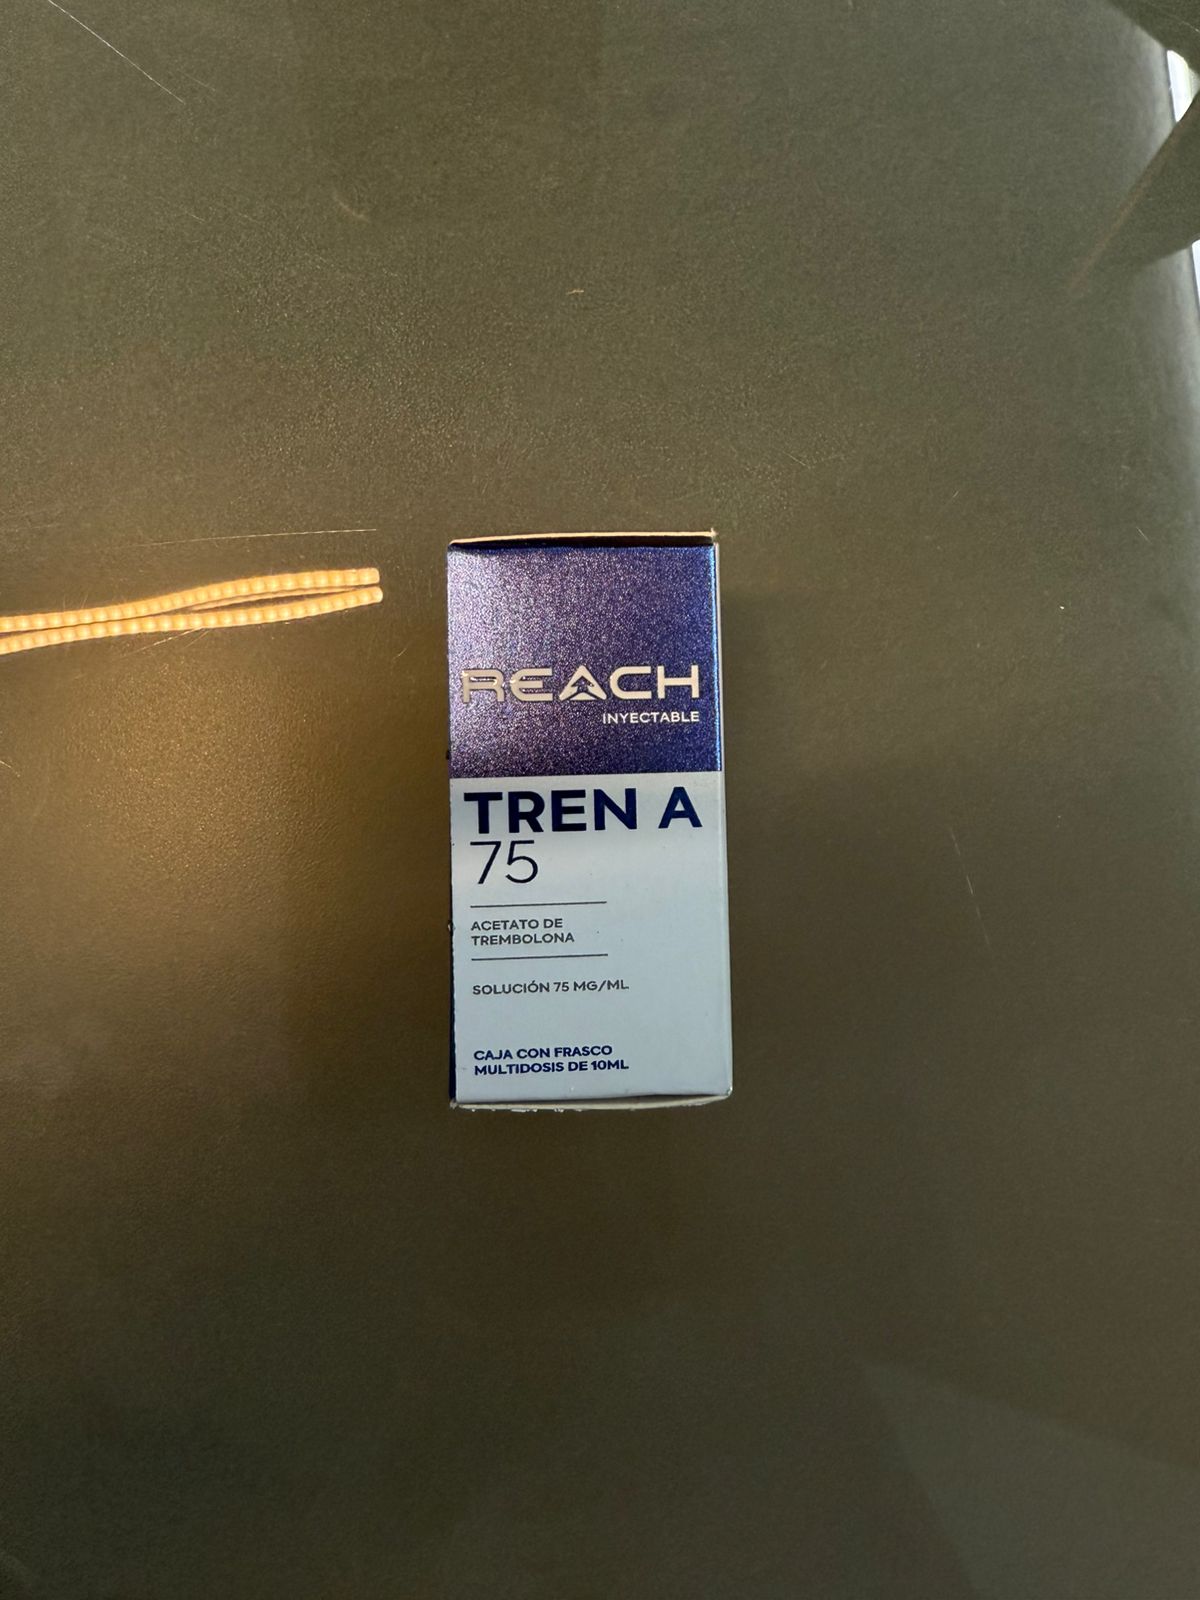 REACH
INYECTABLE
TREN A
75
ACETATO DE
TREMBOLONA
SOLUCIÓN 75 MG/ML
CAJA CON FRASCO
MULTIDOSIS DE 10ML